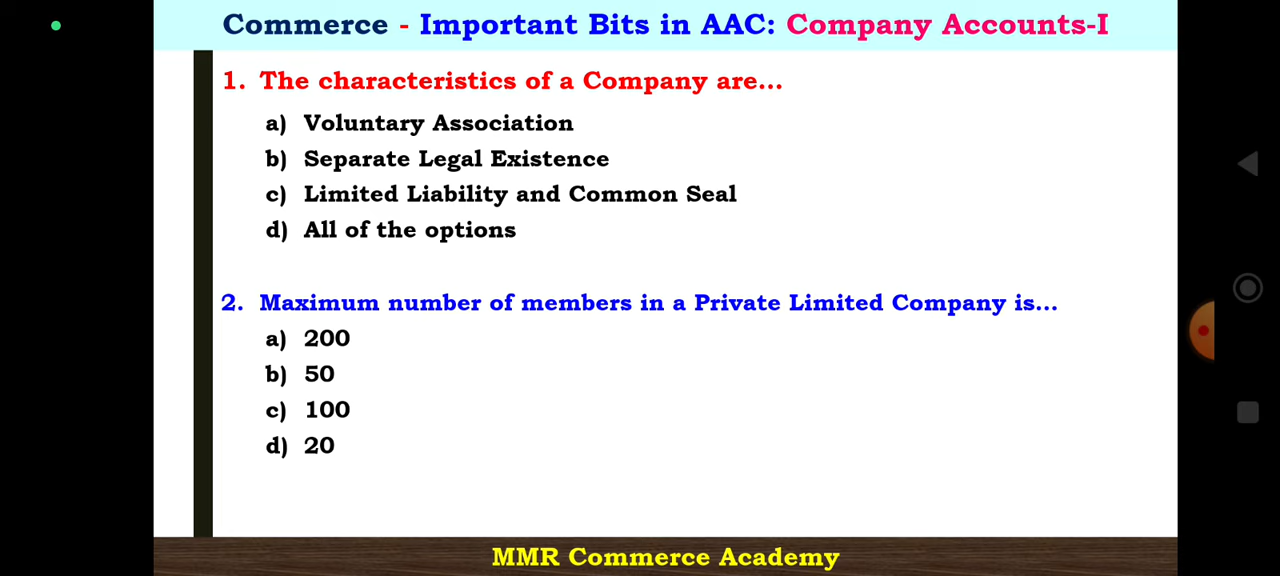 Commerce - Important Bits in AAC: Company Accounts-I
1. The characteristics of a Company are...
a) Voluntary Association
b) Separate Legal Existence
c) Limited Liability and Common Seal
d) All of the options
2. Maximum number of members in a Private Limited Company is...
a) 200
b) 50
c) 100
d) 20
MMR Commerce Academy